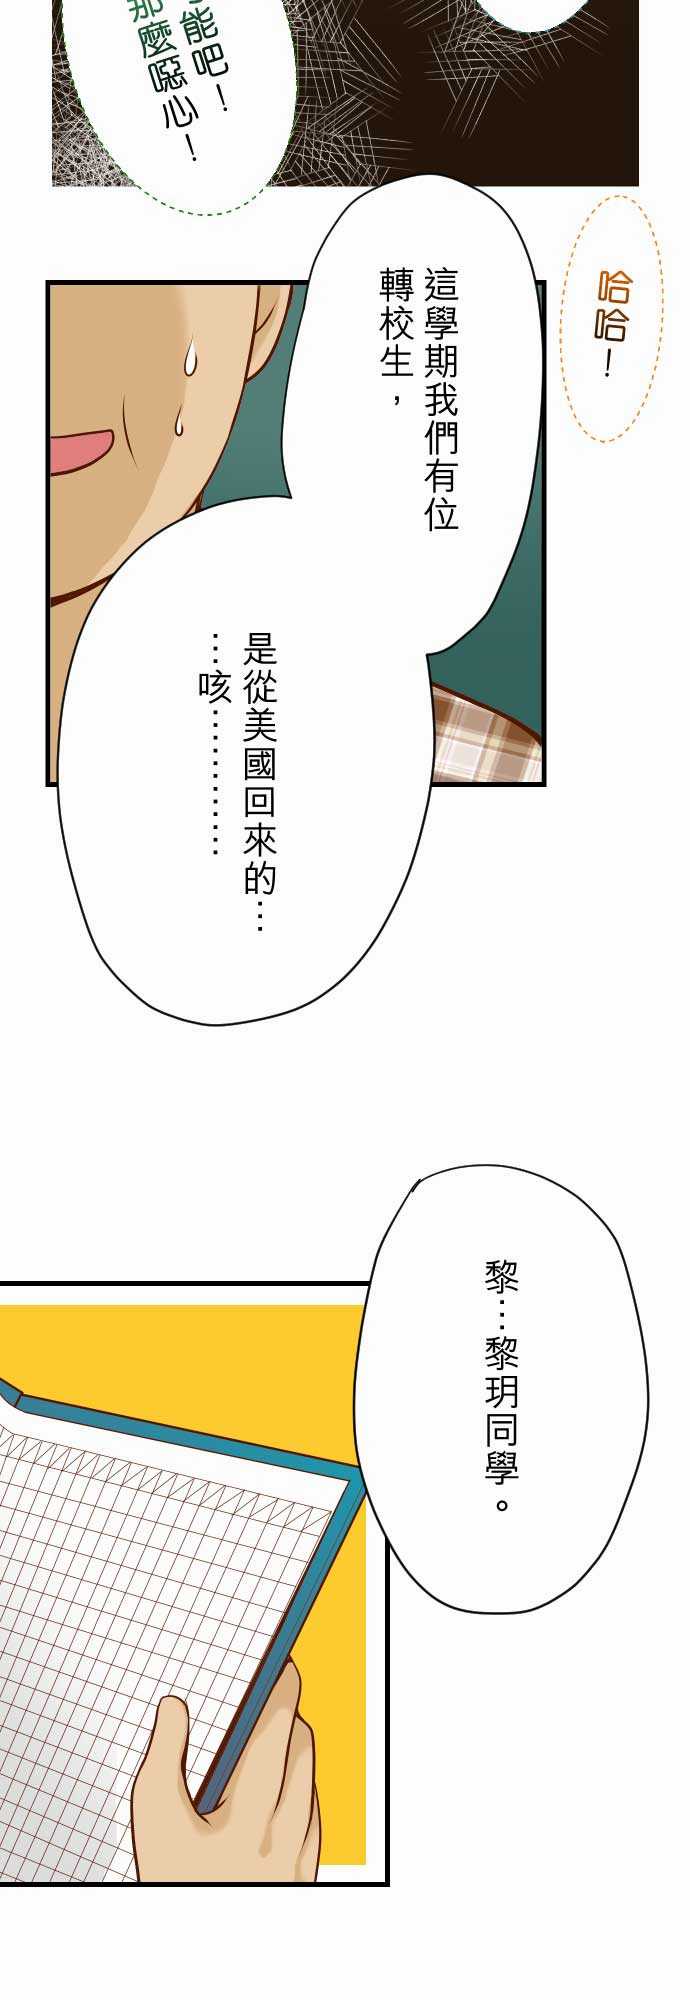 能吧！
那麼噁心！
哈哈！
這學期我們有位
轉校生，
是從美國回來的…
…咳…………
黎…黎玥同學。